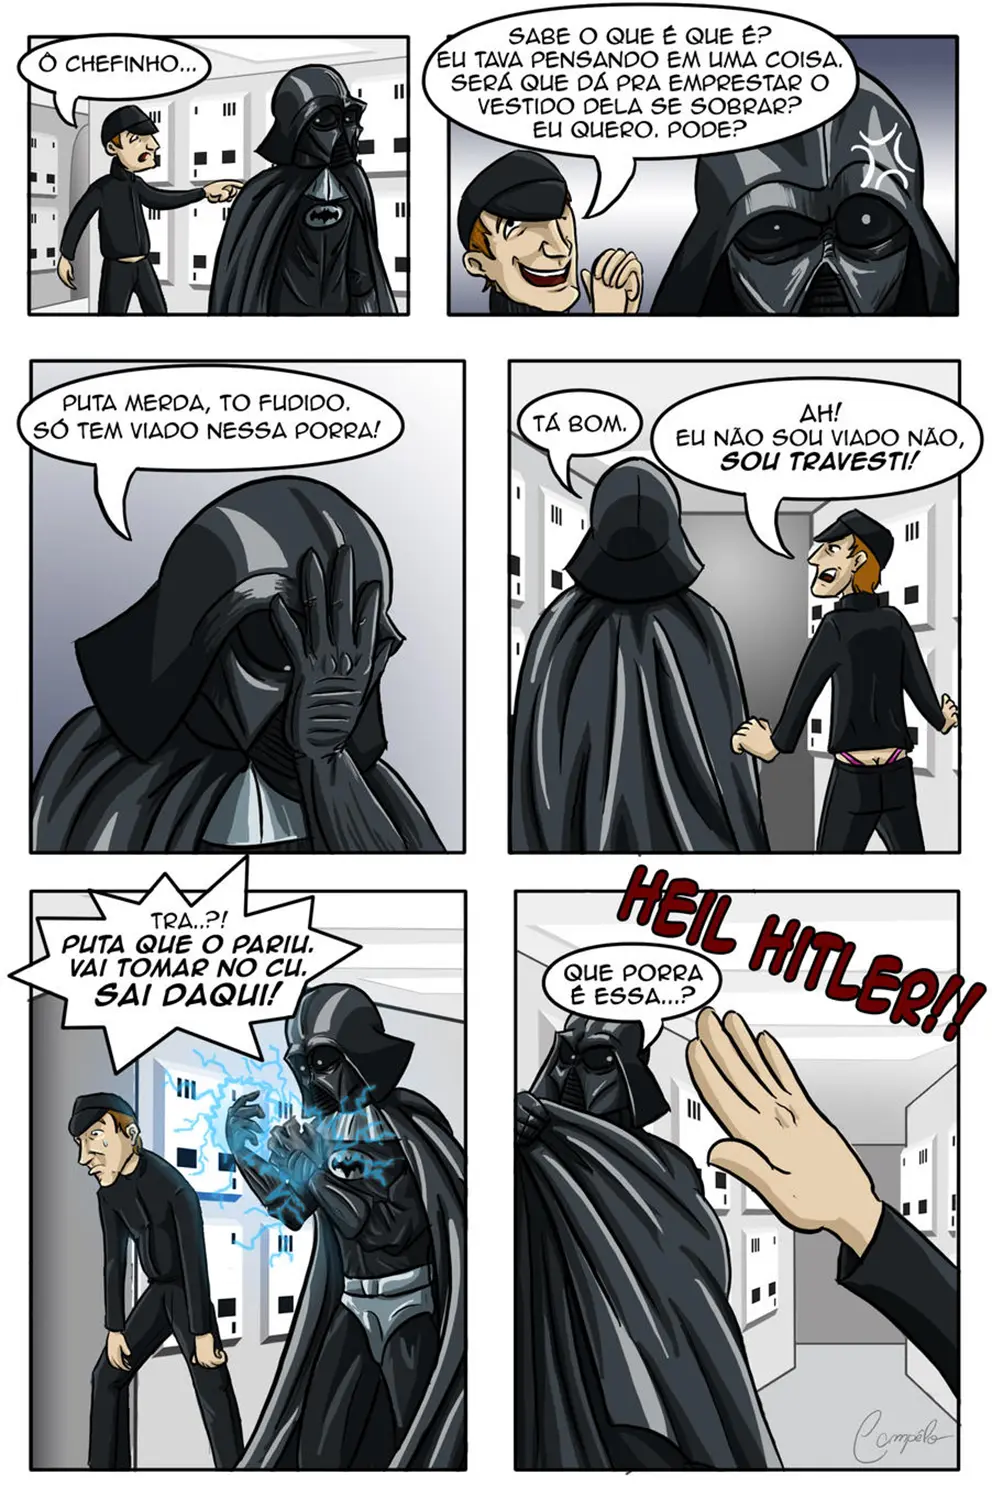 Ô CHEFINHO...
SABE O QUE É QUE É?
EU TAVA PENSANDO EM UMA COISA.
SERÁ QUE DÁ PRA EMPRESTAR O
VESTIDO DELA SE SOBRAR?
EU QUERO. PODE?
PUTA MERDA, TO FUDIDO.
SÓ TEM VIADO NESSA PORRA!
TÁ BOM.
AH!
EU NÃO SOU VIADO NÃO,
SOU TRAVESTI!
TRA..?!
PUTA QUE O PARIU.
VAI TOMAR NO CU.
SAI DAQUI!
HEIL HITLER!!
QUE PORRA
É ESSA...?
Campêlo